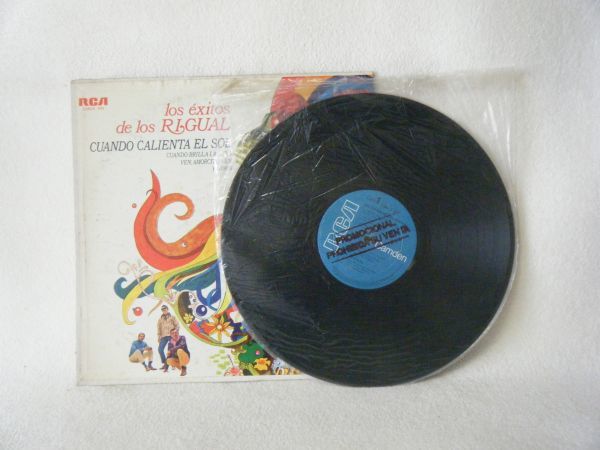 RCA
los éxitos
de los RIGUAL
CUANDO CALIENTA EL SOL
CUANDO BRILLA LA
VEN, AMORCITO
RCA
Camden
PROMOCIONAL
PROHIBIDA SU VENTA